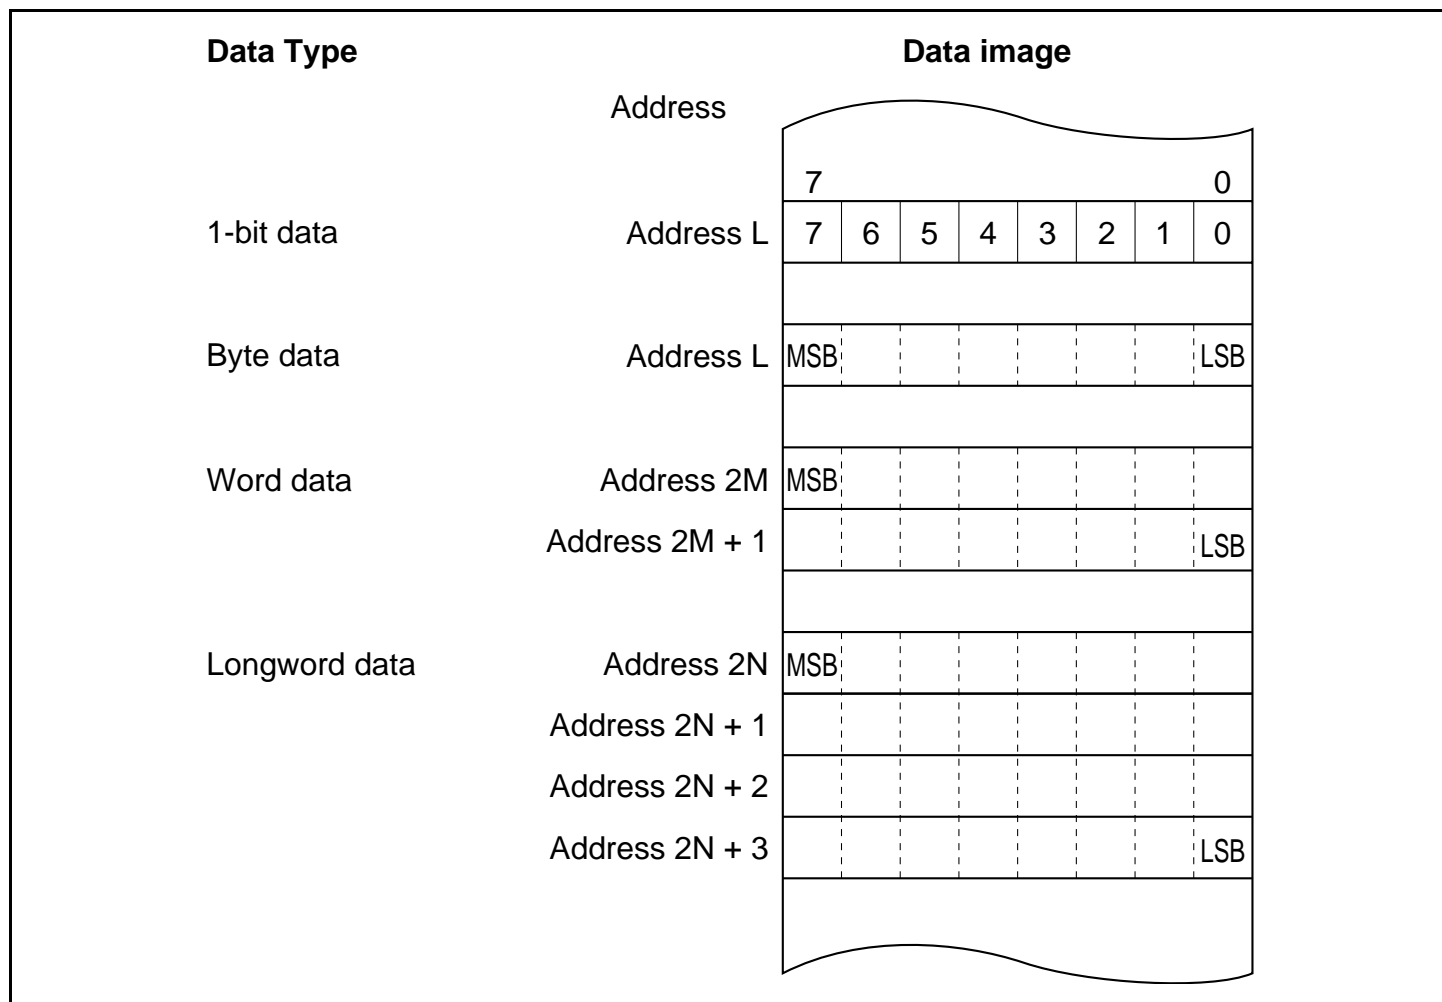 Data Type Data image
Address
7 0
1-bit data Address L 7 6 5 4 3 2 1 0
Byte data Address L MSB LSB
Word data Address 2M MSB
Address 2M + 1 LSB
Longword data Address 2N MSB
Address 2N + 1
Address 2N + 2
Address 2N + 3 LSB